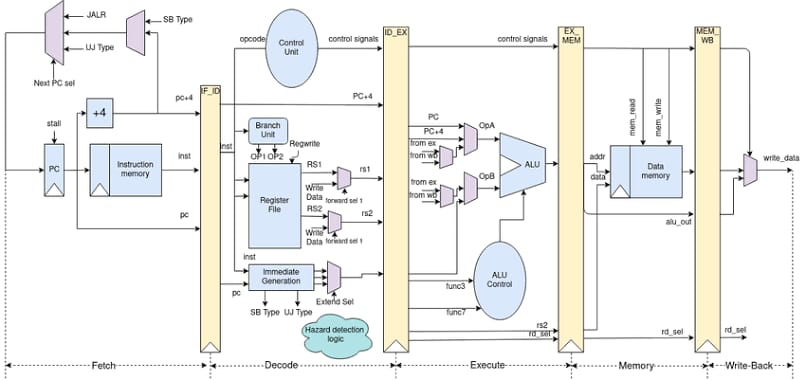 JALR
SB Type
UJ Type
Next PC sel
pc+4
+4
stall
PC
Instruction
memory
inst
pc
IF_ID
opcode
Control
Unit
control signals
PC+4
inst
Branch
Unit
OP1 OP2
Regwrite
Register
File
RS1
rs1
Write
Data
forward sel 1
RS2
rs2
Write
Data
forward sel 1
inst
pc
Immediate
Generation
SB Type
UJ Type
Extend Sel
Hazard detection
logic
ID_EX
control signals
PC
PC+4
OpA
from ex
from wb
from ex
from wb
OpB
ALU
ALU
Control
func3
func7
rs2
rd_sel
EX_
MEM
mem_read
mem_write
addr
data
Data
memory
alu_out
rd_sel
MEM_
WB
write_data
rd_sel
Fetch
Decode
Execute
Memory
Write-Back